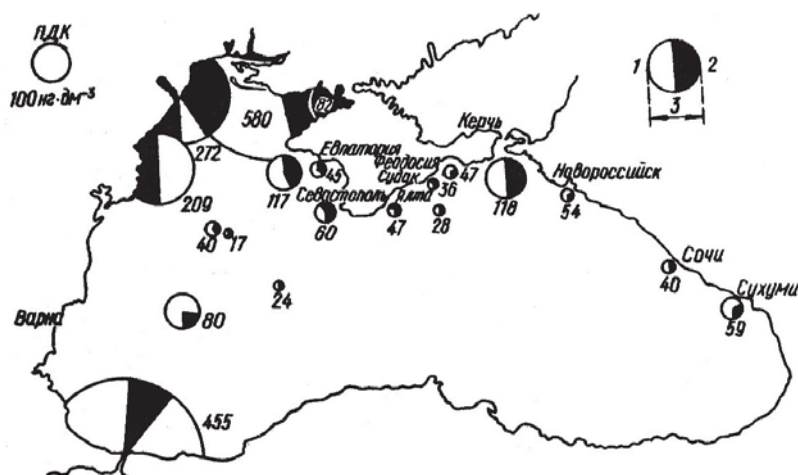 ПДК
100 нг·дм⁻³
1 2
3
580
82
272
209
Керчь
Евпатория
45
Феодосия
Судак
47
36
117
Севастополь
Ялта
60
47
28
118
Новороссийск
54
40
17
24
Сочи
40
Сухуми
59
Варна
80
455